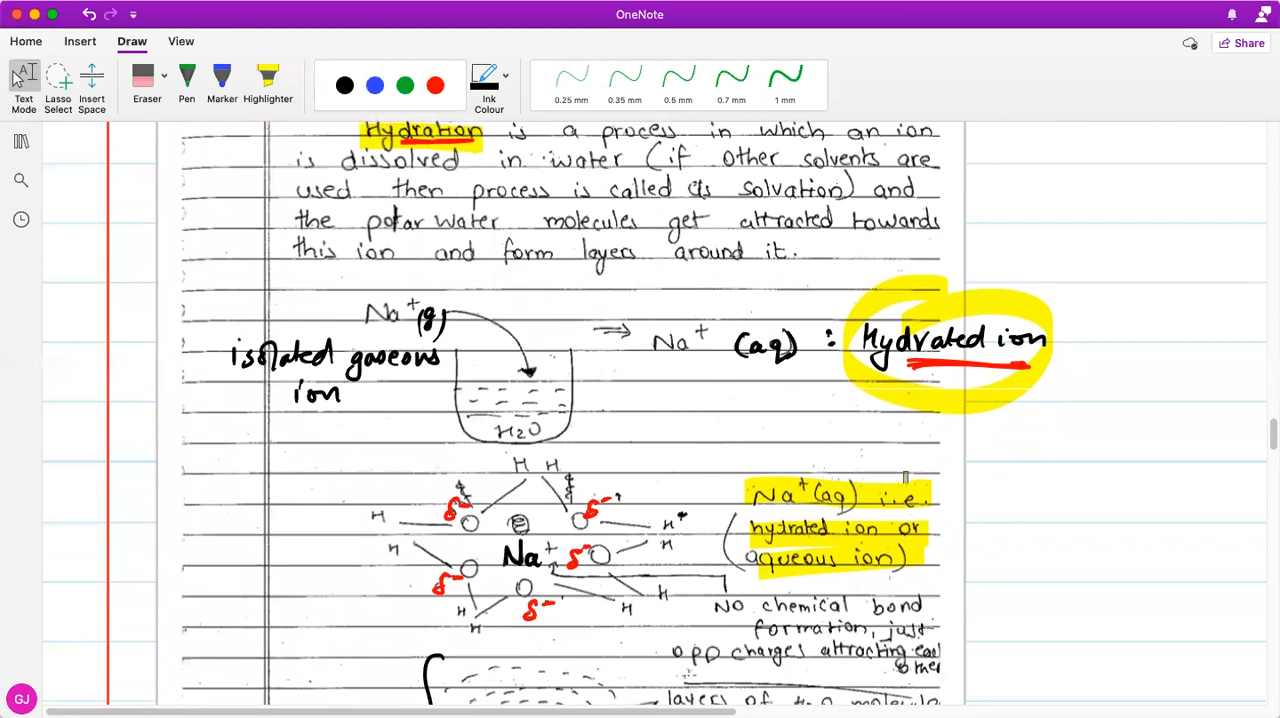 OneNote
Home Insert Draw View
Share
Text Mode
Lasso Select
Insert Space
Eraser
Pen
Marker
Highlighter
Ink Colour
0.25 mm
0.35 mm
0.5 mm
0.7 mm
1 mm
Hydration is a process in which an ion
is dissolved in water (if other solvents are
used then process is called as solvation) and
the polar water molecules get attracted towards
this ion and form layers around it.
Na+(g) ⇒ Na+ (aq) : Hydrated ion
isolated gaseous
ion
H2O
H H
δ- O O δ-
H H
H H
Na+ δ- O
δ- O O δ-
H H
H H
H
Na+(aq) i.e.
(hydrated ion or
aqueous ion)
No chemical bond
formation, just
opp charges attracting each
other
layers of H2O molecule
GJ